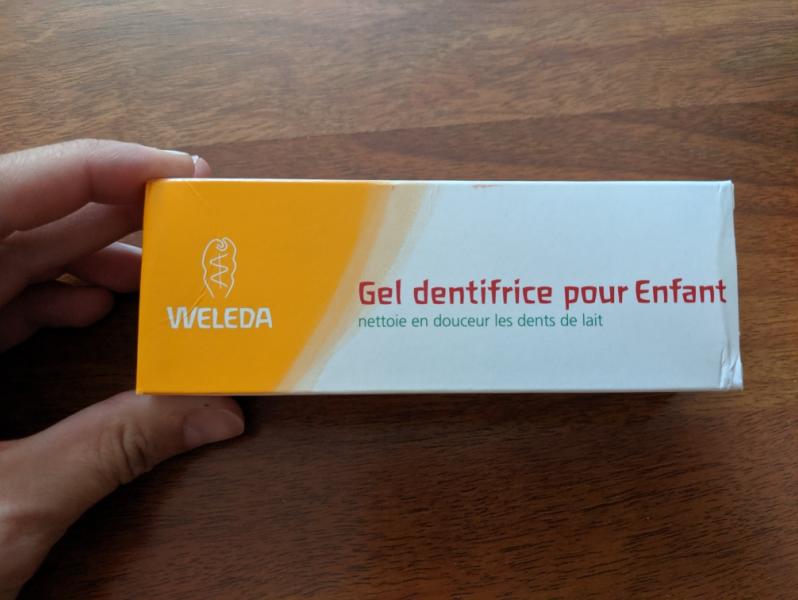 WELEDA
Gel dentifrice pour Enfant
nettoie en douceur les dents de lait